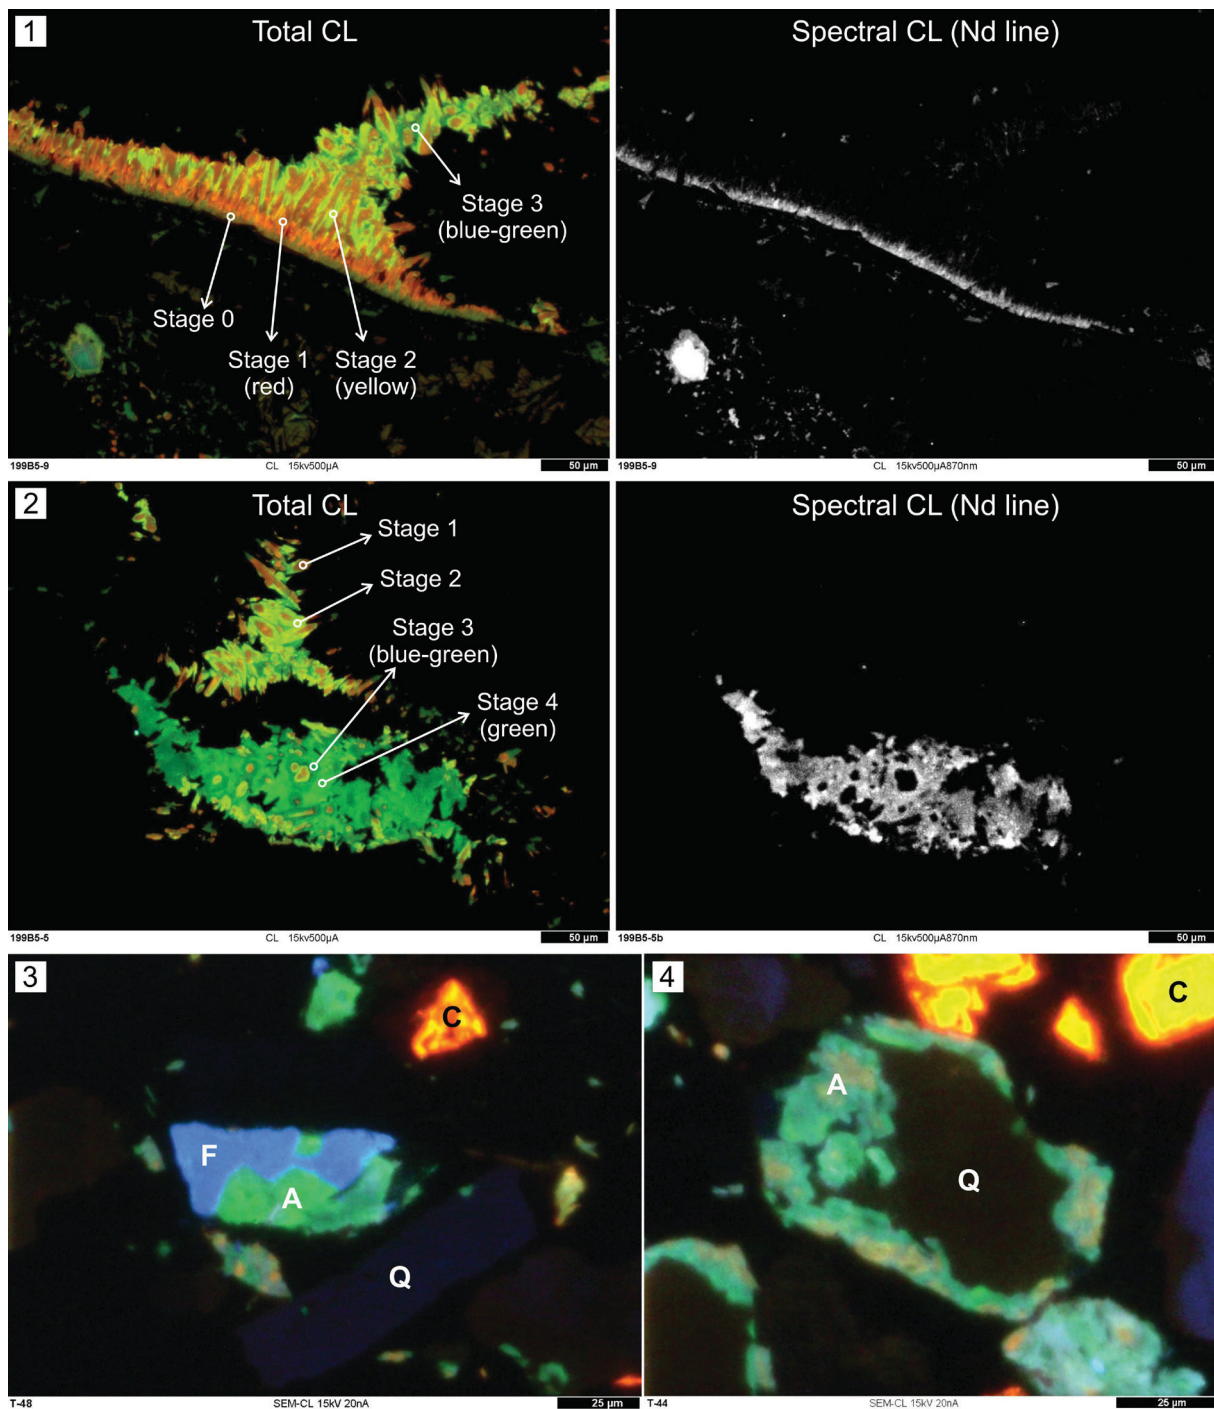 1
Total CL
Stage 3
(blue-green)
Stage 0
Stage 1
(red)
Stage 2
(yellow)
199B5-9
CL 15kv500µA
50 µm
Spectral CL (Nd line)
199B5-9
CL 15kv500µA870nm
50 µm
2
Total CL
Stage 1
Stage 2
Stage 3
(blue-green)
Stage 4
(green)
199B5-5
CL 15kv500µA
50 µm
Spectral CL (Nd line)
199B5-5b
CL 15kv500µA870nm
50 µm
3
C
F
A
Q
T-48
SEM-CL 15kV 20nA
25 µm
4
C
A
Q
T-44
SEM-CL 15kV 20nA
25 µm